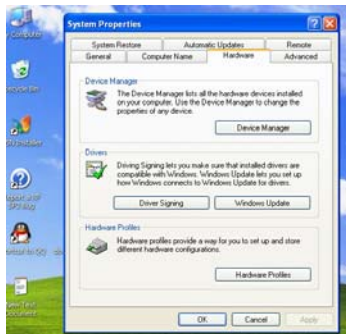 System Properties
System Restore
Automatic Updates
Remote
General
Computer Name
Hardware
Advanced
Device Manager
The Device Manager lists all the hardware devices installed
on your computer. Use the Device Manager to change the
properties of any device.
Device Manager
Drivers
Driving Signing lets you make sure that installed drivers are
compatible with Windows. Windows Update lets you set up
how Windows connects to Windows Update for drivers.
Driver Signing
Windows Update
Hardware Profiles
Hardware profiles provide a way for you to set up and store
different hardware configurations.
Hardware Profiles
OK
Cancel
Apply
Computer
New Text
Document